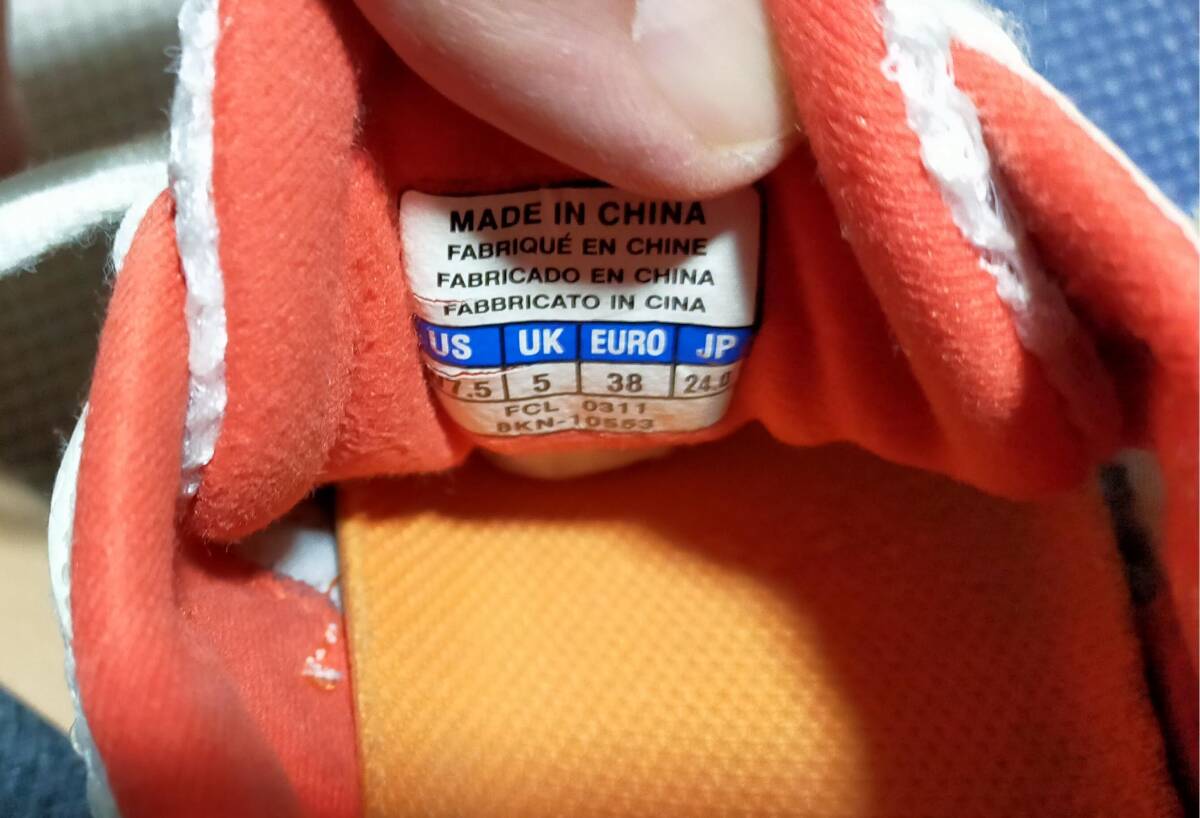 MADE IN CHINA
FABRIQUÉ EN CHINE
FABRICADO EN CHINA
FABBRICATO IN CINA
US UK EURO JP
7.5 5 38 24.0
FCL 0311
BKN-10553